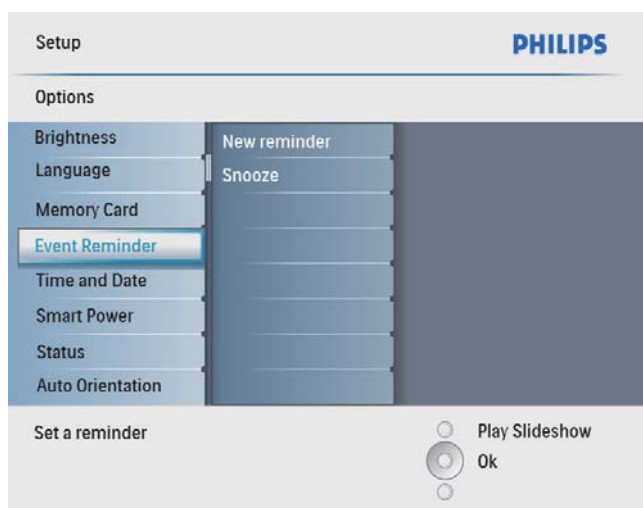 Setup
PHILIPS
Options
Brightness
Language
Memory Card
Event Reminder
Time and Date
Smart Power
Status
Auto Orientation
New reminder
Snooze
Set a reminder
Play Slideshow
Ok